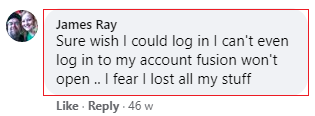 James Ray
Sure wish I could log in I can't even
log in to my account fusion won't
open .. I fear I lost all my stuff
Like · Reply · 46 w